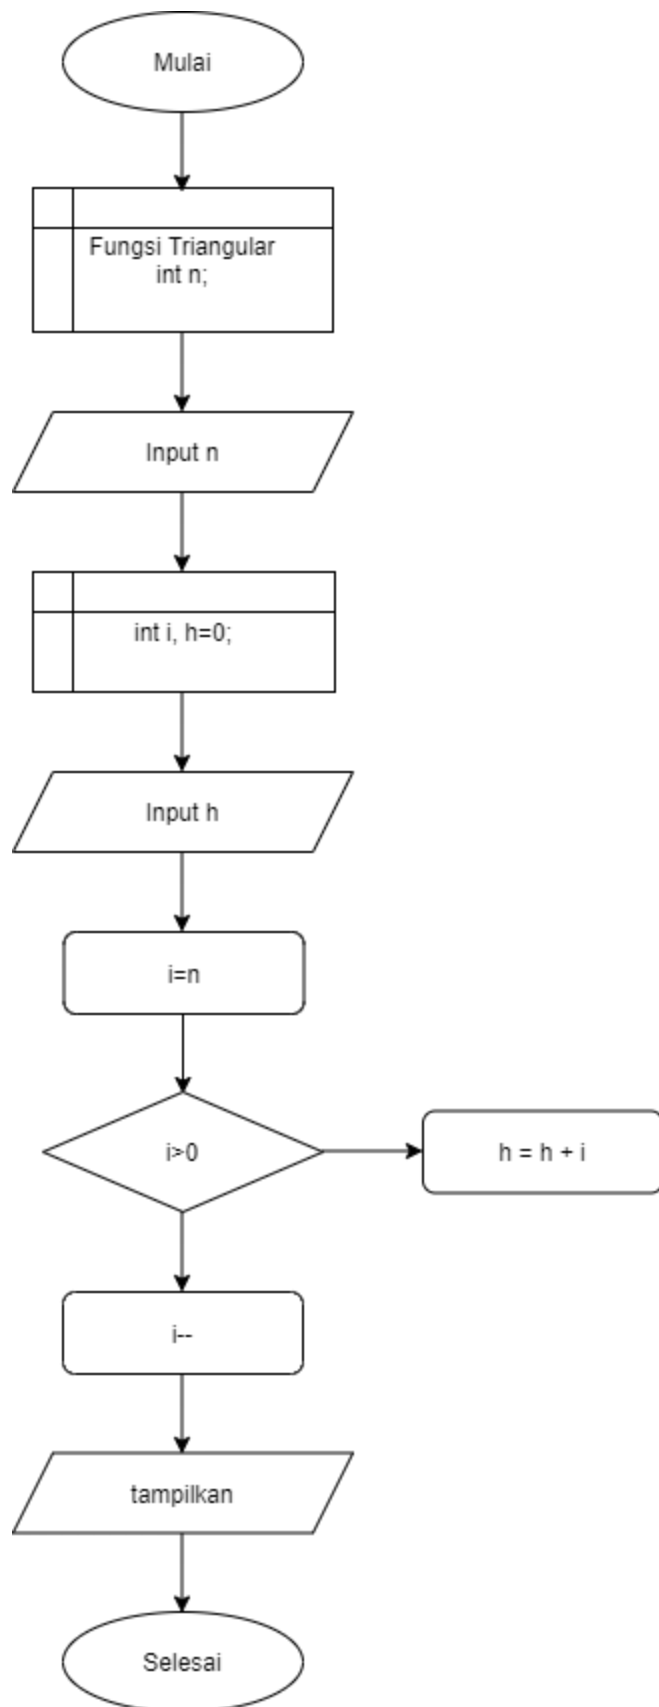 Mulai
Fungsi Triangular
int n;
Input n
int i, h=0;
Input h
i=n
i>0
h = h + i
i--
tampilkan
Selesai